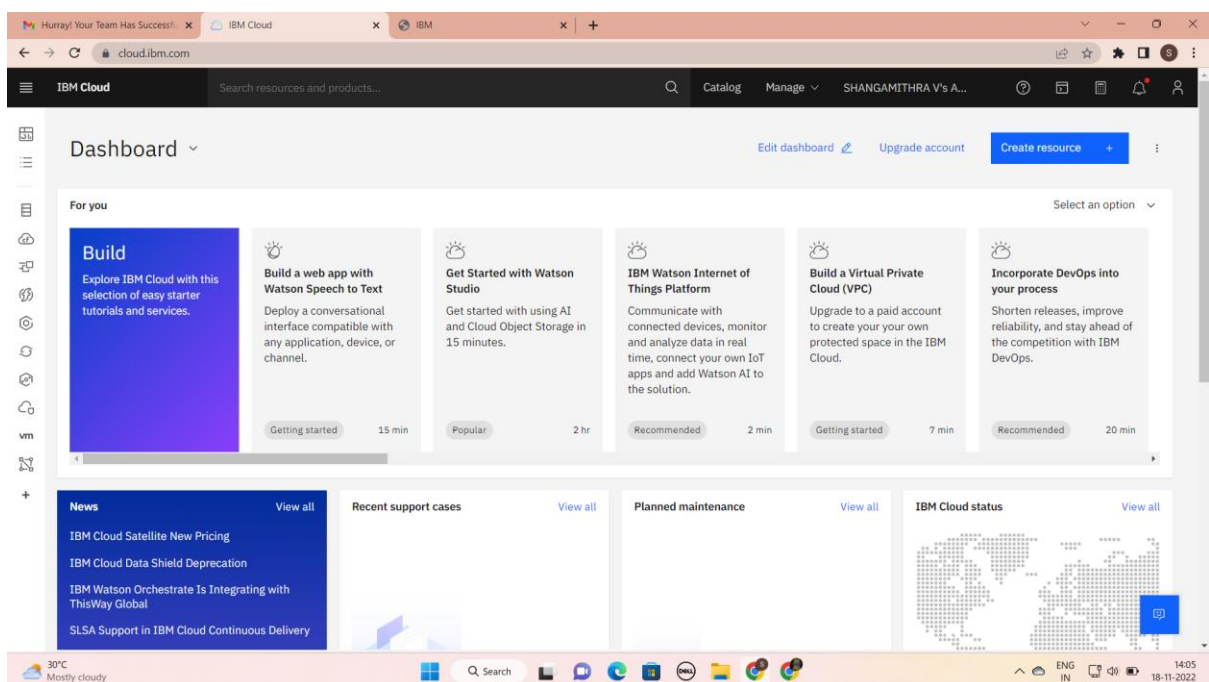 Hurray! Your Team Has Successfu
IBM Cloud
IBM
cloud.ibm.com
S
IBM Cloud
Search resources and products...
Catalog
Manage
SHANGAMITHRA V's A...
Dashboard
Edit dashboard
Upgrade account
Create resource +
For you
Select an option
Build
Explore IBM Cloud with this
selection of easy starter
tutorials and services.
Build a web app with
Watson Speech to Text
Deploy a conversational
interface compatible with
any application, device, or
channel.
Getting started
15 min
Get Started with Watson
Studio
Get started with using AI
and Cloud Object Storage in
15 minutes.
Popular
2 hr
IBM Watson Internet of
Things Platform
Communicate with
connected devices, monitor
and analyze data in real
time, connect your own IoT
apps and add Watson AI to
the solution.
Recommended
2 min
Build a Virtual Private
Cloud (VPC)
Upgrade to a paid account
to create your your own
protected space in the IBM
Cloud.
Getting started
7 min
Incorporate DevOps into
your process
Shorten releases, improve
reliability, and stay ahead of
the competition with IBM
DevOps.
Recommended
20 min
vm
News
View all
IBM Cloud Satellite New Pricing
IBM Cloud Data Shield Deprecation
IBM Watson Orchestrate Is Integrating with
ThisWay Global
SLSA Support in IBM Cloud Continuous Delivery
Recent support cases
View all
Planned maintenance
View all
IBM Cloud status
View all
30°C
Mostly cloudy
Search
DELL
ENG
IN
14:05
18-11-2022